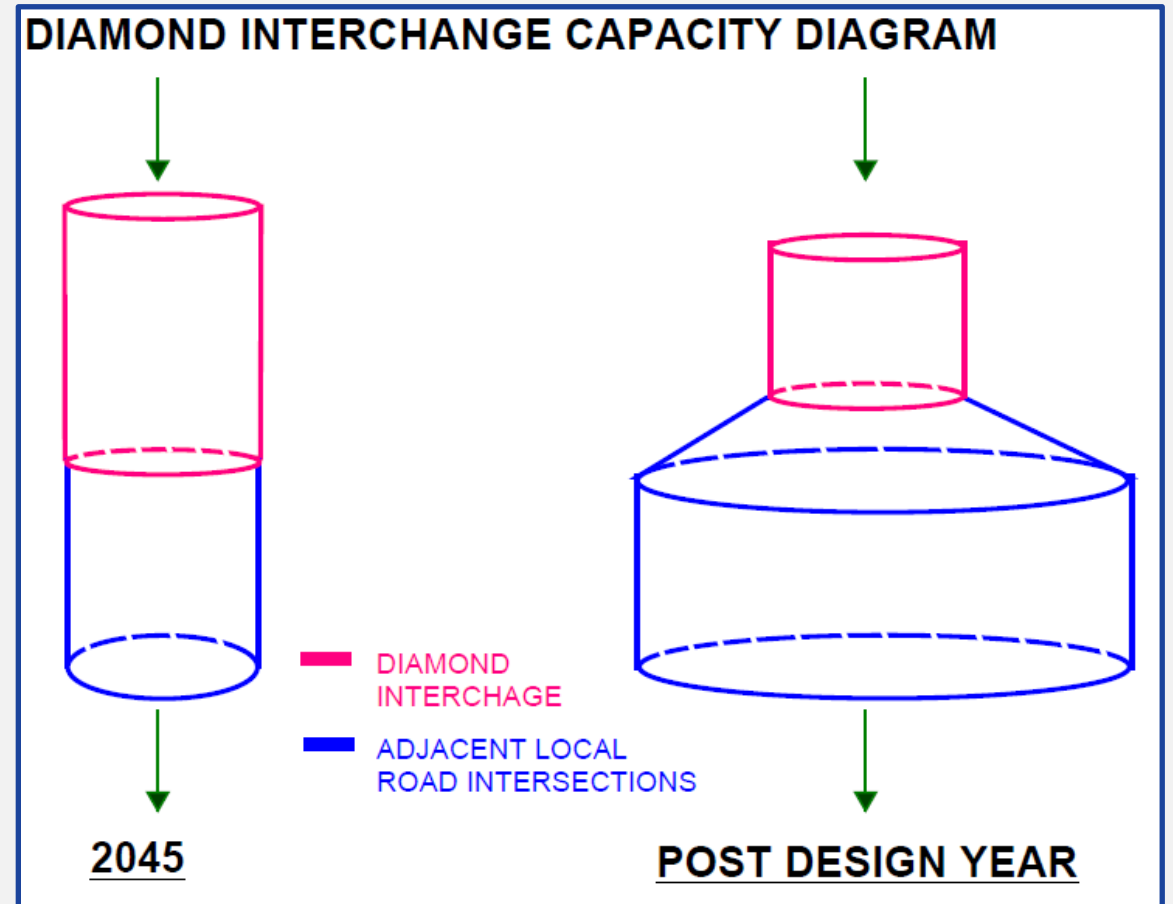 DIAMOND INTERCHANGE CAPACITY DIAGRAM
DIAMOND
INTERCHAGE
ADJACENT LOCAL
ROAD INTERSECTIONS
2045
POST DESIGN YEAR